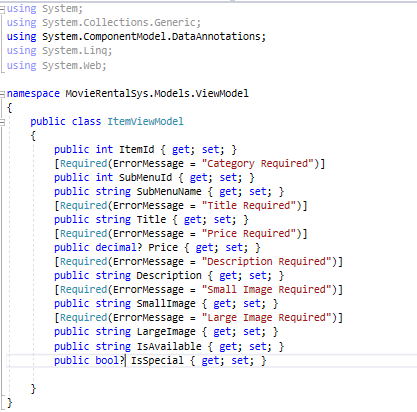 using System;
using System.Collections.Generic;
using System.ComponentModel.DataAnnotations;
using System.Linq;
using System.Web;

namespace MovieRentalSys.Models.ViewModel
{
    public class ItemViewModel
    {
        public int ItemId { get; set; }
        [Required(ErrorMessage = "Category Required")]
        public int SubMenuId { get; set; }
        public string SubMenuName { get; set; }
        [Required(ErrorMessage = "Title Required")]
        public string Title { get; set; }
        [Required(ErrorMessage = "Price Required")]
        public decimal? Price { get; set; }
        [Required(ErrorMessage = "Description Required")]
        public string Description { get; set; }
        [Required(ErrorMessage = "Small Image Required")]
        public string SmallImage { get; set; }
        [Required(ErrorMessage = "Large Image Required")]
        public string LargeImage { get; set; }
        public string IsAvailable { get; set; }
        public bool? IsSpecial { get; set; }

    }
}